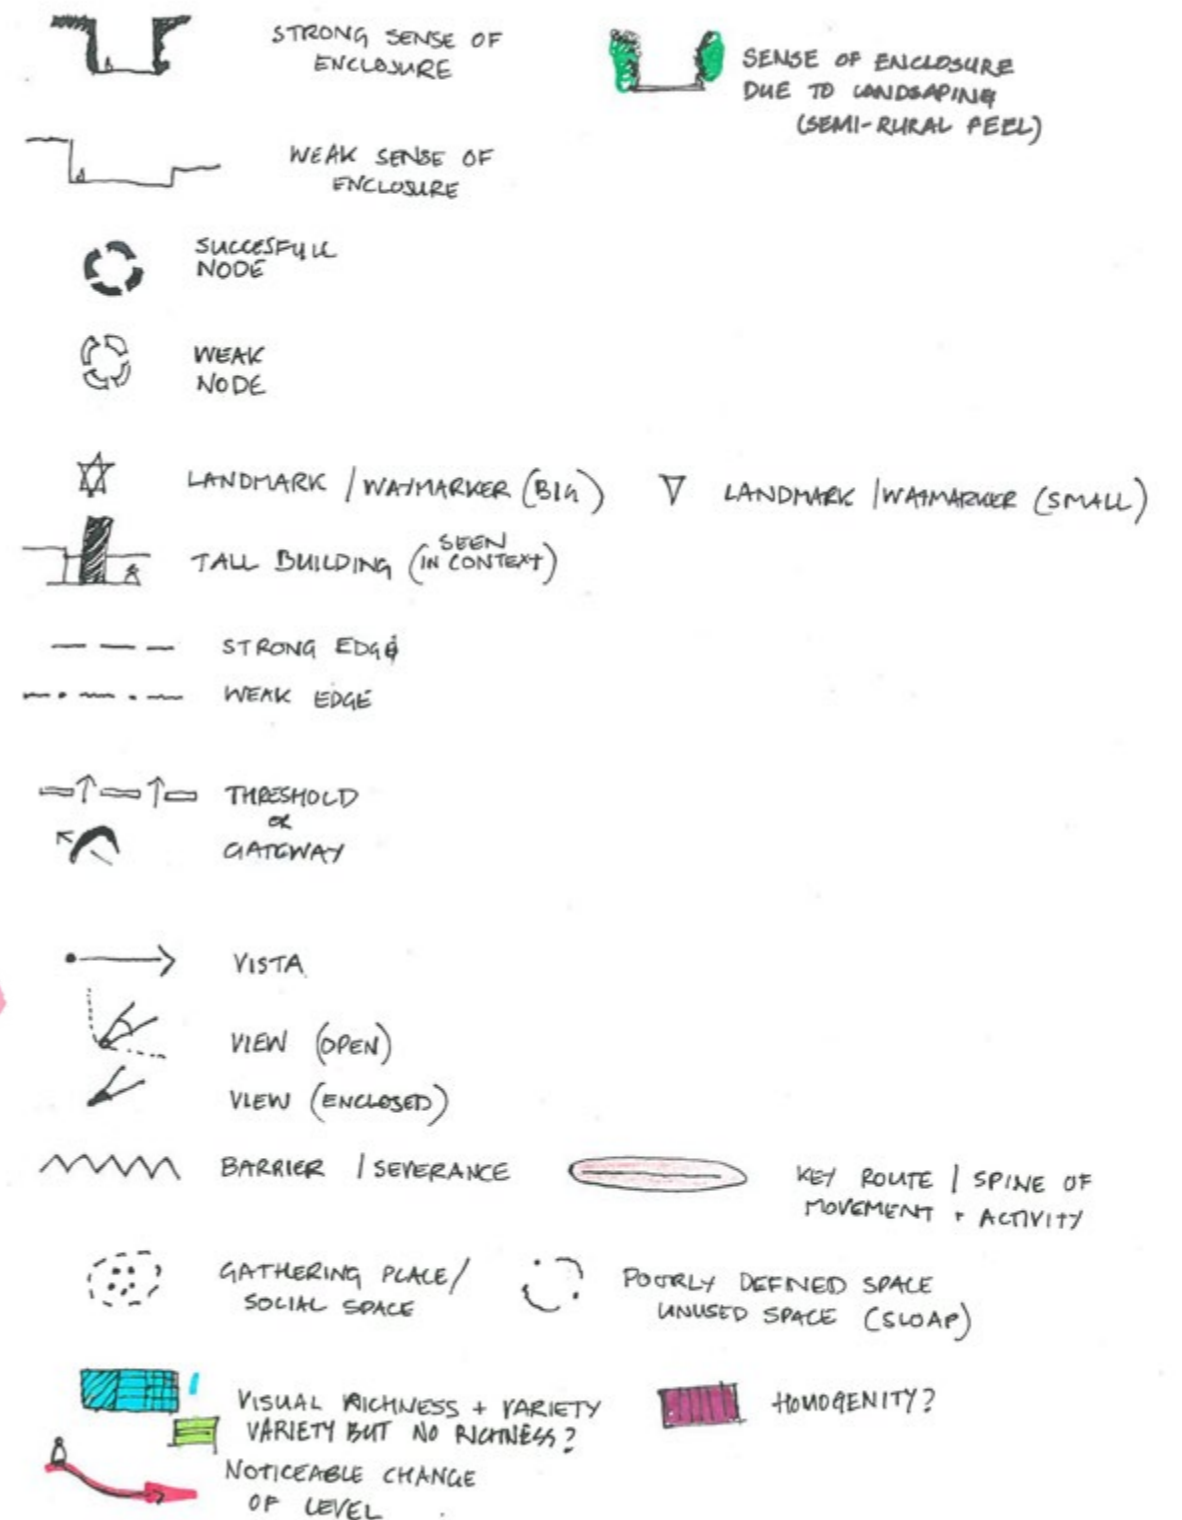 STRONG SENSE OF
ENCLOSURE
SENSE OF ENCLOSURE
DUE TO LANDSAPING
(SEMI-RURAL FEEL)
WEAK SENSE OF
ENCLOSURE
SUCCESFULL
NODE
WEAK
NODE
LANDMARK / WAYMARKER (BIG)
LANDMARK / WAYMARKER (SMALL)
TALL BUILDING (SEEN
IN CONTEXT)
STRONG EDGE
WEAK EDGE
THRESHOLD
OR
GATEWAY
VISTA
VIEW (OPEN)
VIEW (ENCLOSED)
BARRIER / SEVERANCE
KEY ROUTE / SPINE OF
MOVEMENT + ACTIVITY
GATHERING PLACE/
SOCIAL SPACE
POORLY DEFINED SPACE
UNUSED SPACE (SLOAP)
VISUAL RICHNESS + VARIETY
VARIETY BUT NO RICHNESS?
HOMOGENITY?
NOTICEABLE CHANGE
OF LEVEL